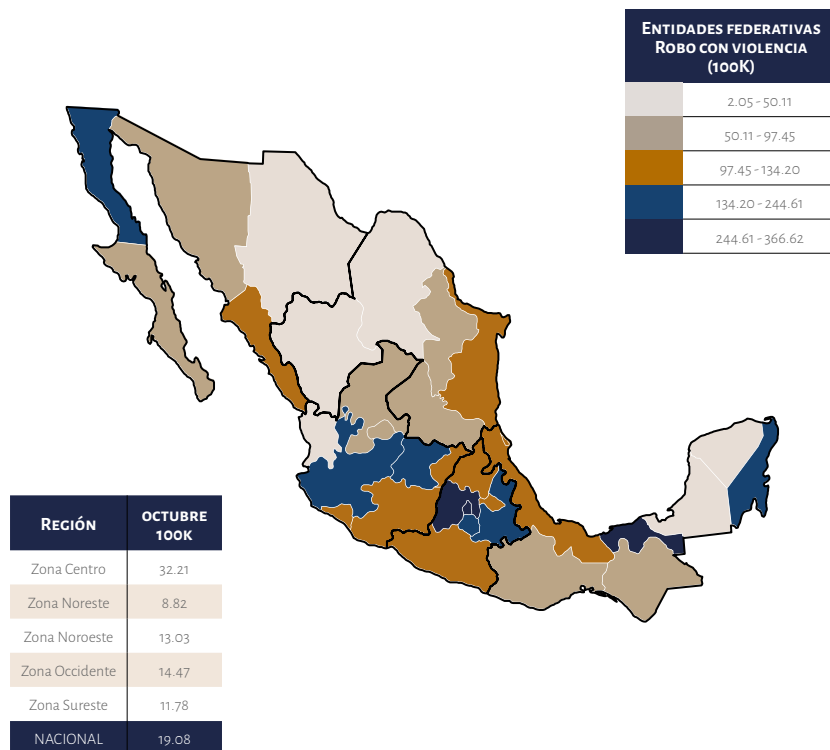 Entidades federativas
Robo con violencia
(100K)
2.05 - 50.11
50.11 - 97.45
97.45 - 134.20
134.20 - 244.61
244.61 - 366.62
Región octubre
100K
Zona Centro 32.21
Zona Noreste 8.82
Zona Noroeste 13.03
Zona Occidente 14.47
Zona Sureste 11.78
NACIONAL 19.08